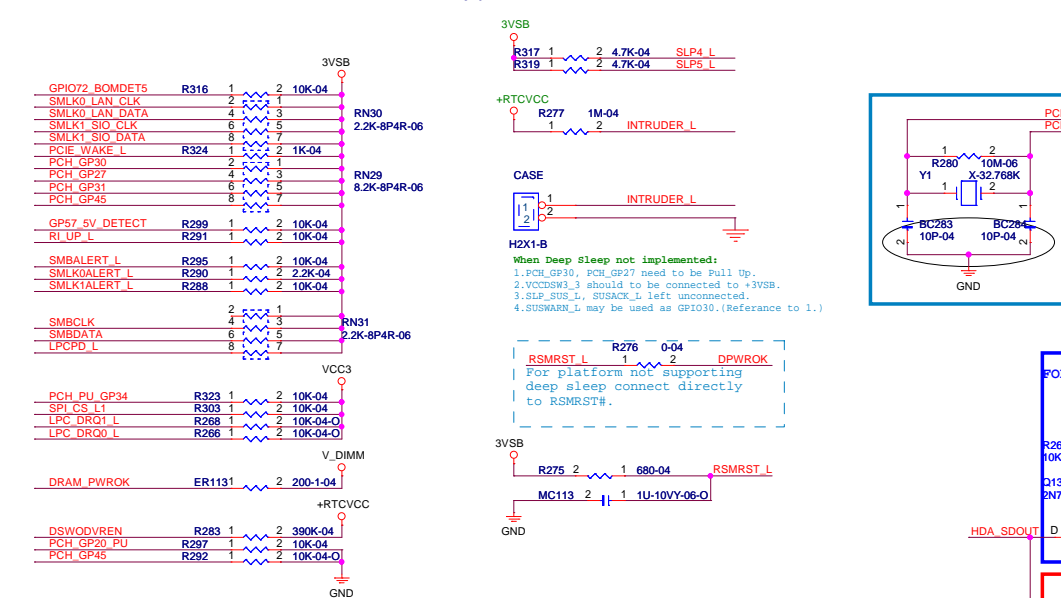 3VSB
GPIO72_BOMDET5 R316 1 2 10K-04
SMLK0_LAN_CLK 2 1
SMLK0_LAN_DATA 4 3 RN30
SMLK1_SIO_CLK 6 5 2.2K-8P4R-06
SMLK1_SIO_DATA 8 7
PCIE_WAKE_L R324 1 2 1K-04
PCH_GP30 2 1
PCH_GP27 4 3 RN29
PCH_GP31 6 5 8.2K-8P4R-06
PCH_GP45 8 7
GP57_5V_DETECT R299 1 2 10K-04
RI_UP_L R291 1 2 10K-04
SMBALERT_L R295 1 2 10K-04
SMLK0ALERT_L R290 1 2 2.2K-04
SMLK1ALERT_L R288 1 2 10K-04
2 1
SMBCLK 4 3 RN31
SMBDATA 6 5 2.2K-8P4R-06
LPCPD_L 8 7
VCC3
PCH_PU_GP34 R323 1 2 10K-04
SPI_CS_L1 R303 1 2 10K-04
LPC_DRQ1_L R268 1 2 10K-04-O
LPC_DRQ0_L R266 1 2 10K-04-O
V_DIMM
DRAM_PWROK ER113 1 2 200-1-04
+RTCVCC
DSWODVREN R283 1 2 390K-04
PCH_GP20_PU R297 1 2 10K-04
PCH_GP45 R292 1 2 10K-04-O
GND
3VSB
R317 1 2 4.7K-04 SLP4_L
R319 1 2 4.7K-04 SLP5_L
+RTCVCC
R277 1M-04
1 2 INTRUDER_L
CASE
1 1 INTRUDER_L
2 2
H2X1-B
When Deep Sleep not implemented:
1.PCH_GP30, PCH_GP27 need to be Pull Up.
2.VCCDSW3_3 should to be connected to +3VSB.
3.SLP_SUS_L, SUSACK_L left unconnected.
4.SUSWARN_L may be used as GPIO30.(Referance to 1.)
R276 0-04
RSMRST_L 1 2 DPWROK
For platform not supporting
deep sleep connect directly
to RSMRST#.
3VSB
R275 2 1 680-04 RSMRST_L
MC113 2 1 1U-10VY-06-O
GND
1 2
R280 10M-06
Y1 X-32.768K
1 2
1 1
BC283 BC284
10P-04 10P-04
2 2
GND
HDA_SDOUT D